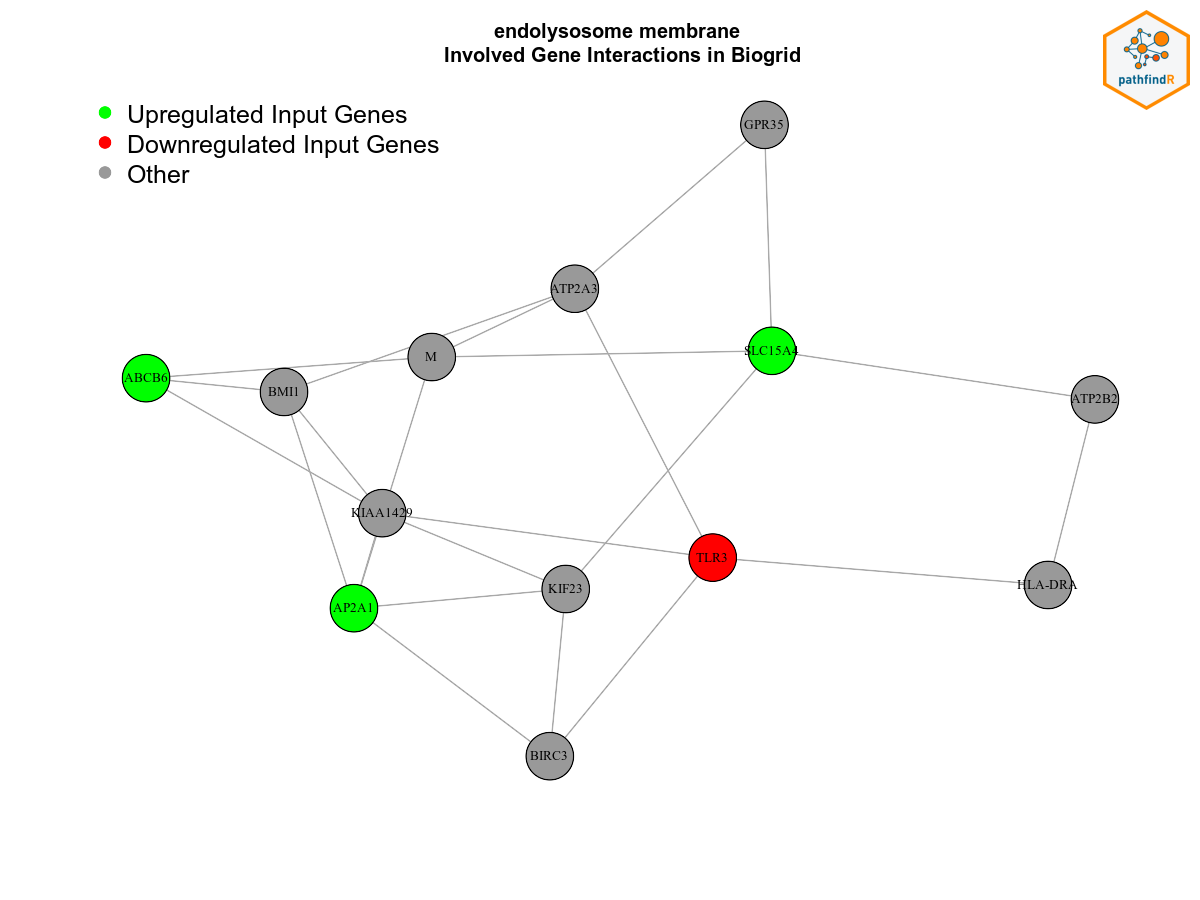 endolysosome membrane
Involved Gene Interactions in Biogrid
pathfindR
Upregulated Input Genes
Downregulated Input Genes
Other
GPR35
ATP2A3
M
SLC15A4
ABCB6
BMI1
ATP2B2
KIAA1429
TLR3
HLA-DRA
KIF23
AP2A1
BIRC3